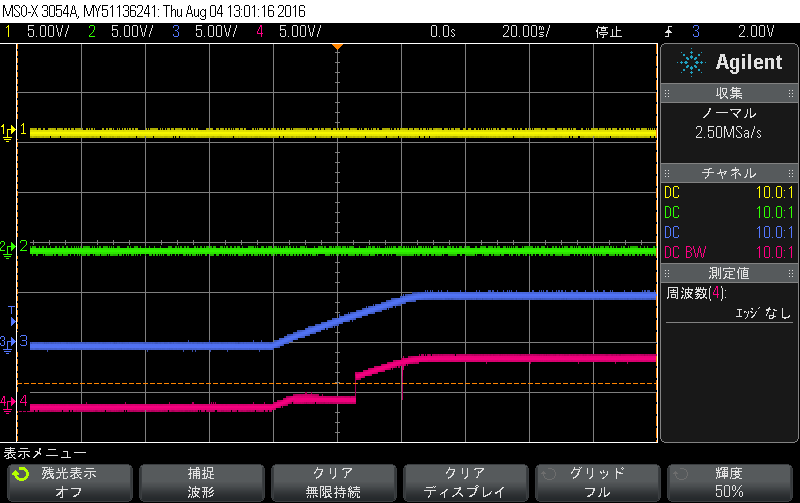 MSO-X 3054A, MY51136241: Thu Aug 04 13:01:16 2016
1 5.00V/ 2 5.00V/ 3 5.00V/ 4 5.00V/ 0.0s 20.00ms/ 停止 3 2.00V
Agilent
収集
ノーマル
2.50MSa/s
チャネル
DC 10.0:1
DC 10.0:1
DC 10.0:1
DC BW 10.0:1
測定値
周波数(4):
ｴｯｼﾞなし
1 1
2 2
T
3 3
4 4
表示メニュー
残光表示 捕捉 クリア クリア グリッド 輝度
オフ 波形 無限持続 ディスプレイ フル 50%